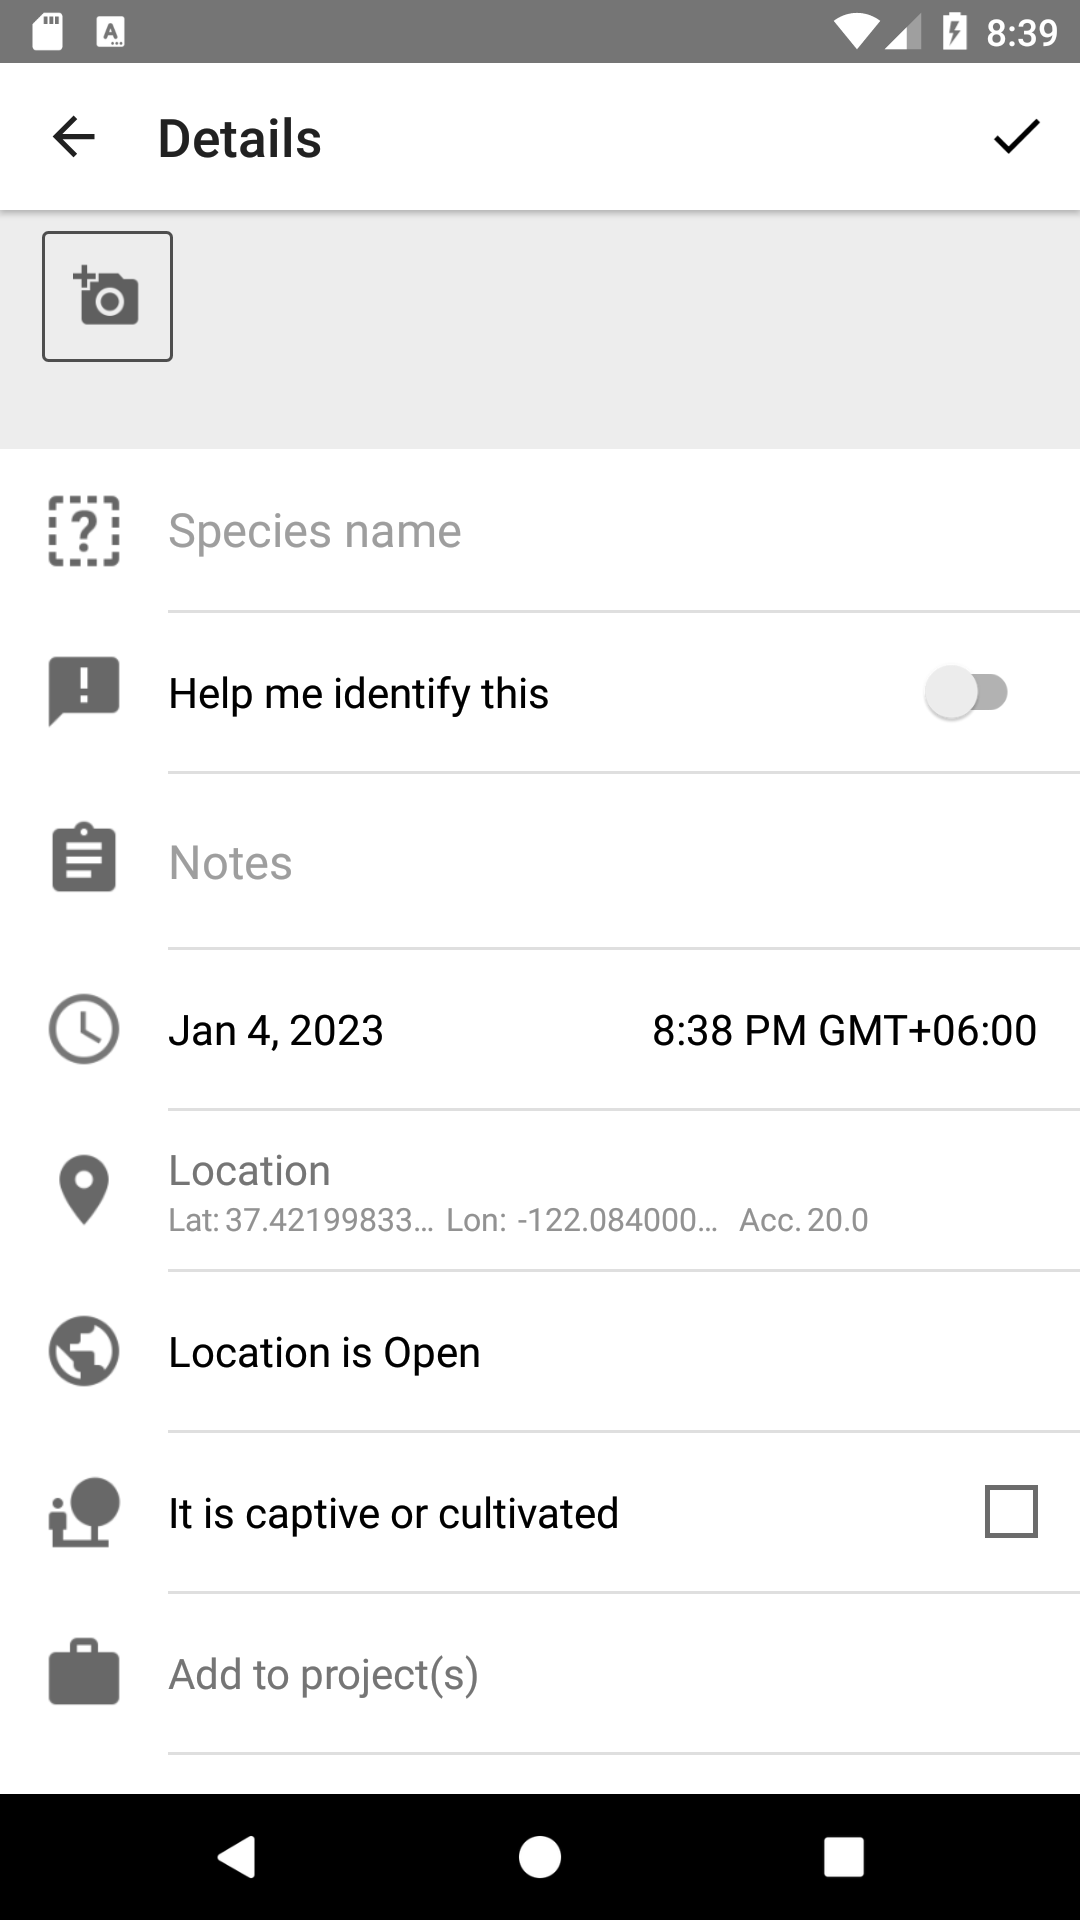 8:39
Details
Species name
Help me identify this
Notes
Jan 4, 2023 8:38 PM GMT+06:00
Location
Lat: 37.42199833... Lon: -122.084000... Acc. 20.0
Location is Open
It is captive or cultivated
Add to project(s)